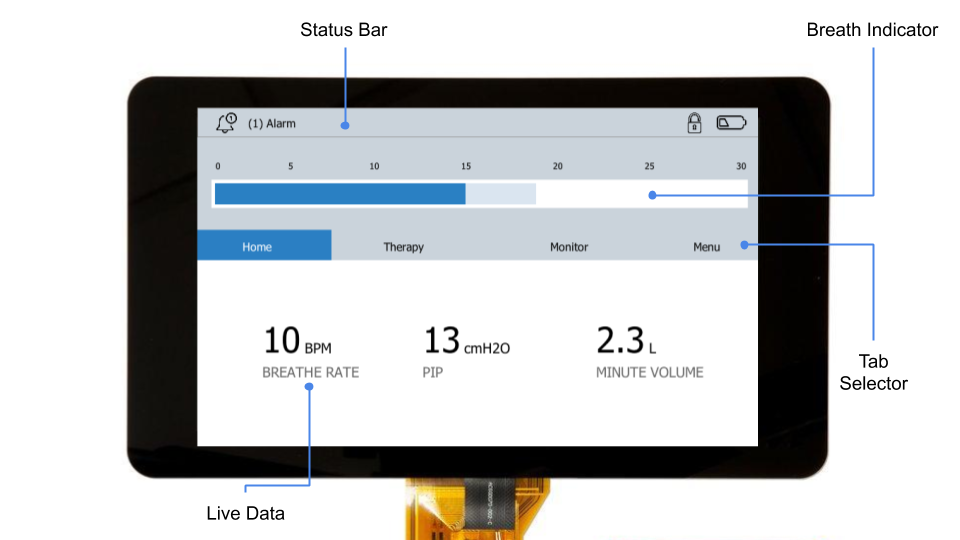 Status Bar
Breath Indicator
1
(1) Alarm
0 5 10 15 20 25 30
Home Therapy Monitor Menu
10 BPM 13 cmH2O 2.3 L
BREATHE RATE PIP MINUTE VOLUME
Tab
Selector
Live Data